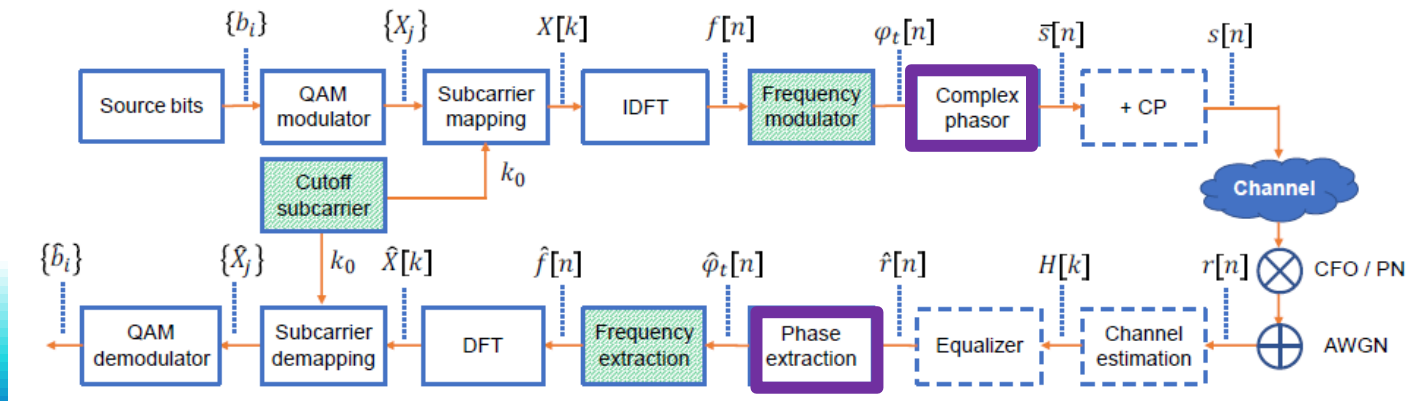 {b_i}
{X_j}
X[k]
f[n]
φ_t[n]
s̅[n]
s[n]
Source bits
QAM
modulator
Subcarrier
mapping
IDFT
Frequency
modulator
Complex
phasor
+ CP
Cutoff
subcarrier
k_0
Channel
{b̂_i}
{X̂_j}
k_0
X̂[k]
f̂[n]
φ̂_t[n]
r̂[n]
H[k]
r[n]
CFO / PN
QAM
demodulator
Subcarrier
demapping
DFT
Frequency
extraction
Phase
extraction
Equalizer
Channel
estimation
AWGN